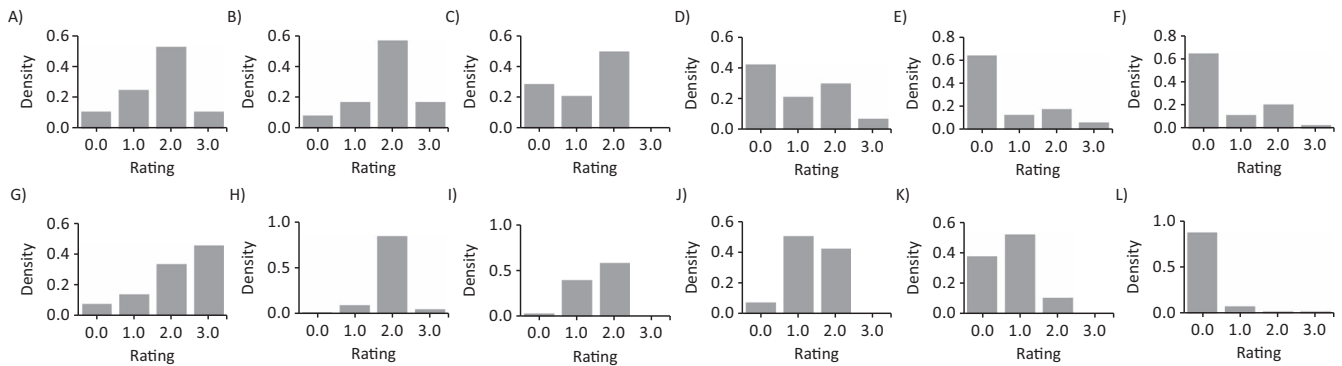 A) B) C) D) E) F)
0.6 0.6 0.6 0.6 0.8 0.8
0.4 0.4 0.4 0.4 0.6 0.6
0.4 0.4
0.2 0.2 0.2 0.2 0.2 0.2
0.0 0.0 0.0 0.0 0.0 0.0
Density Density Density Density Density Density
0.0 1.0 2.0 3.0 0.0 1.0 2.0 3.0 0.0 1.0 2.0 3.0 0.0 1.0 2.0 3.0 0.0 1.0 2.0 3.0 0.0 1.0 2.0 3.0
Rating Rating Rating Rating Rating Rating
G) H) I) J) K) L)
0.6 1.0 1.0 0.6 0.6 1.0
0.4 0.5 0.5 0.4 0.4 0.5
0.2 0.2 0.2
0.0 0.0 0.0 0.0 0.0 0.0
Density Density Density Density Density Density
0.0 1.0 2.0 3.0 0.0 1.0 2.0 3.0 0.0 1.0 2.0 3.0 0.0 1.0 2.0 3.0 0.0 1.0 2.0 3.0 0.0 1.0 2.0 3.0
Rating Rating Rating Rating Rating Rating